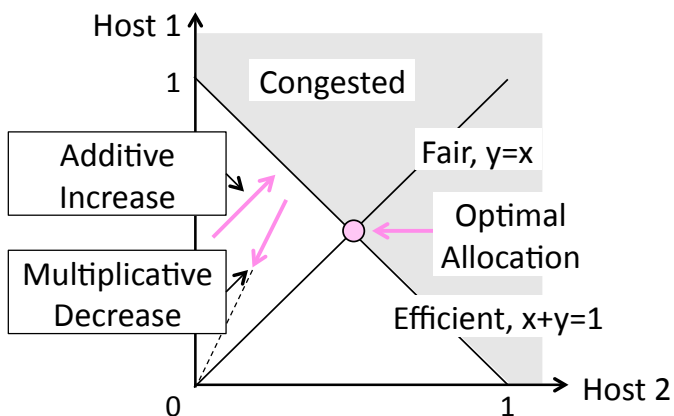 Host 1
1
Congested
Additive
Increase
Fair, y=x
Optimal
Allocation
Multiplicative
Decrease
Efficient, x+y=1
0
1
Host 2